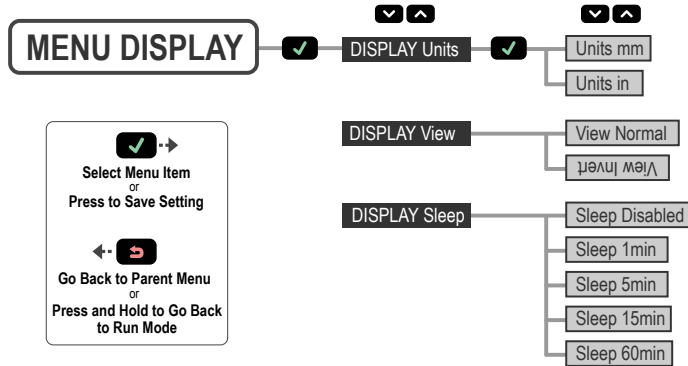 MENU DISPLAY
DISPLAY Units
Units mm
Units in
DISPLAY View
View Normal
View Invert
DISPLAY Sleep
Sleep Disabled
Sleep 1min
Sleep 5min
Sleep 15min
Sleep 60min
Select Menu Item
or
Press to Save Setting
Go Back to Parent Menu
or
Press and Hold to Go Back
to Run Mode